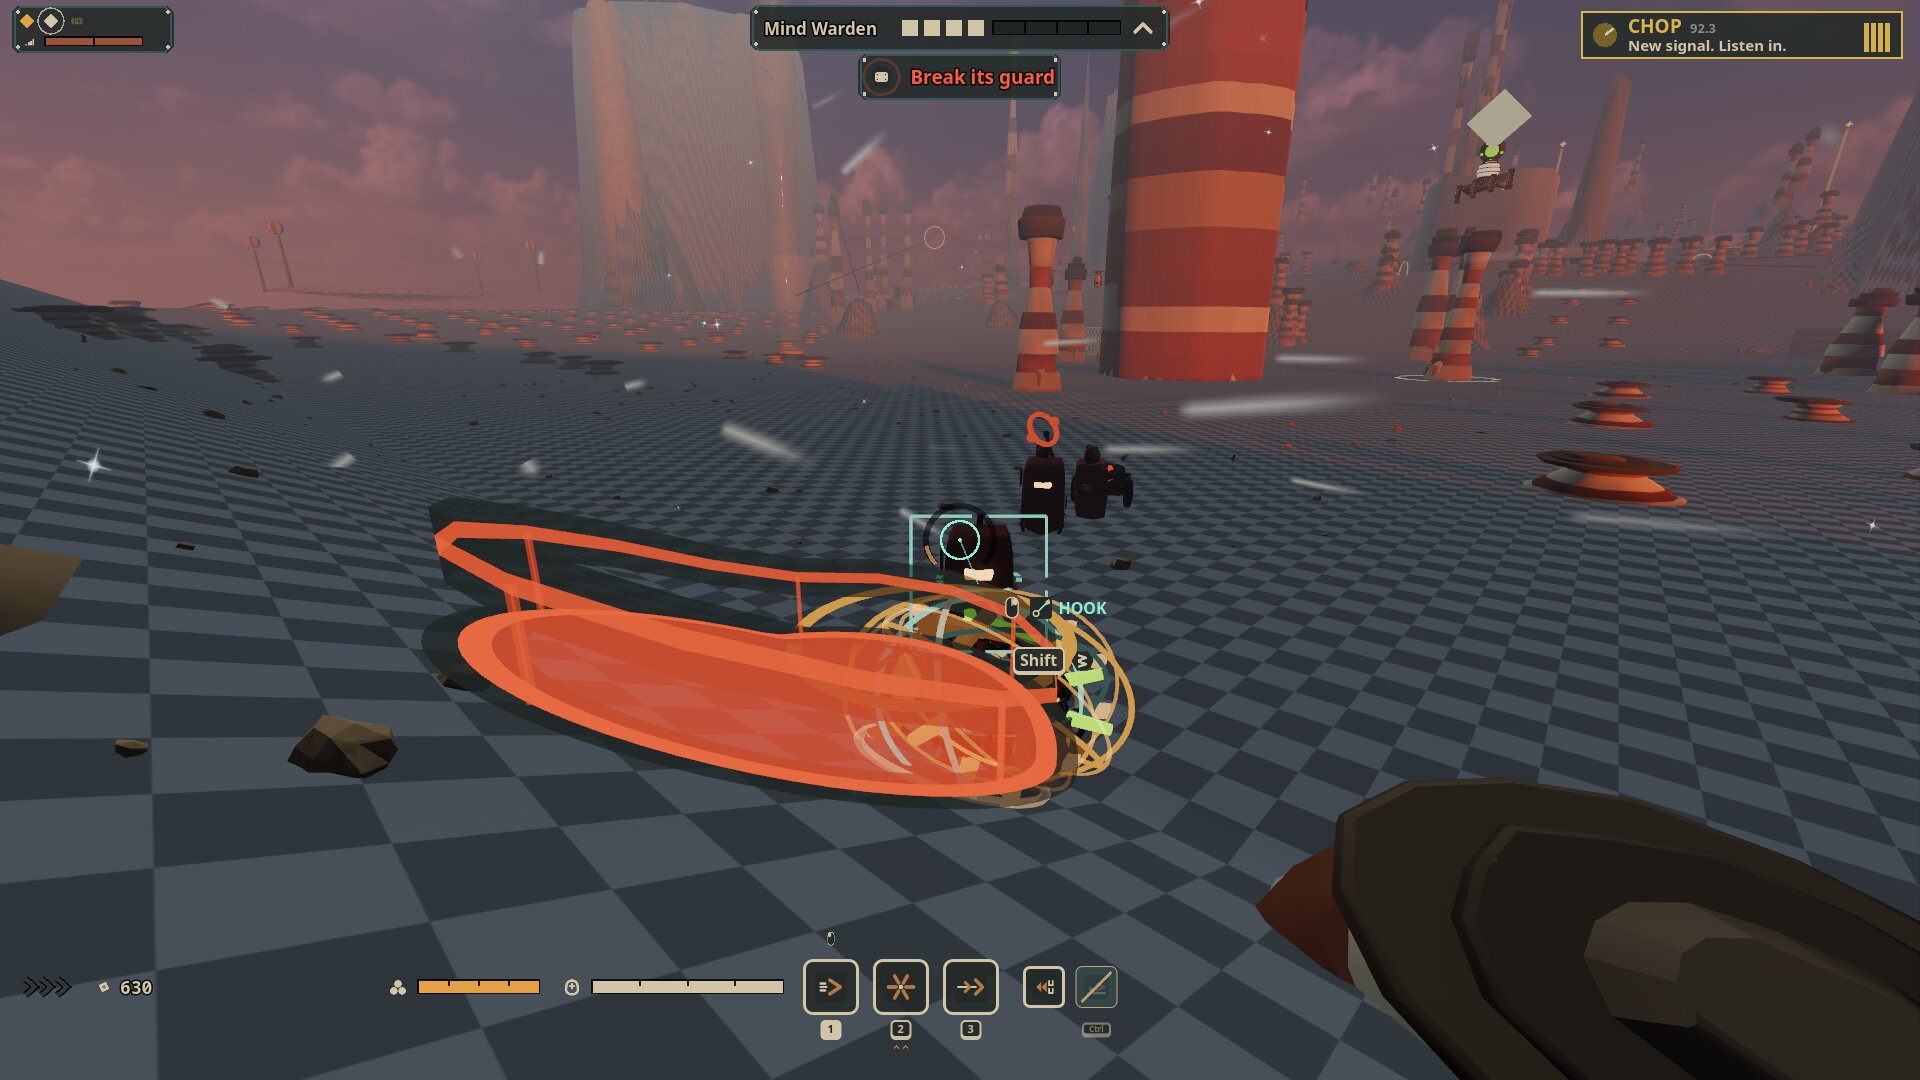 Mind Warden
Break its guard
CHOP 92.3
New signal. Listen in.
HOOK
Shift
630
1
2
3
Ctrl